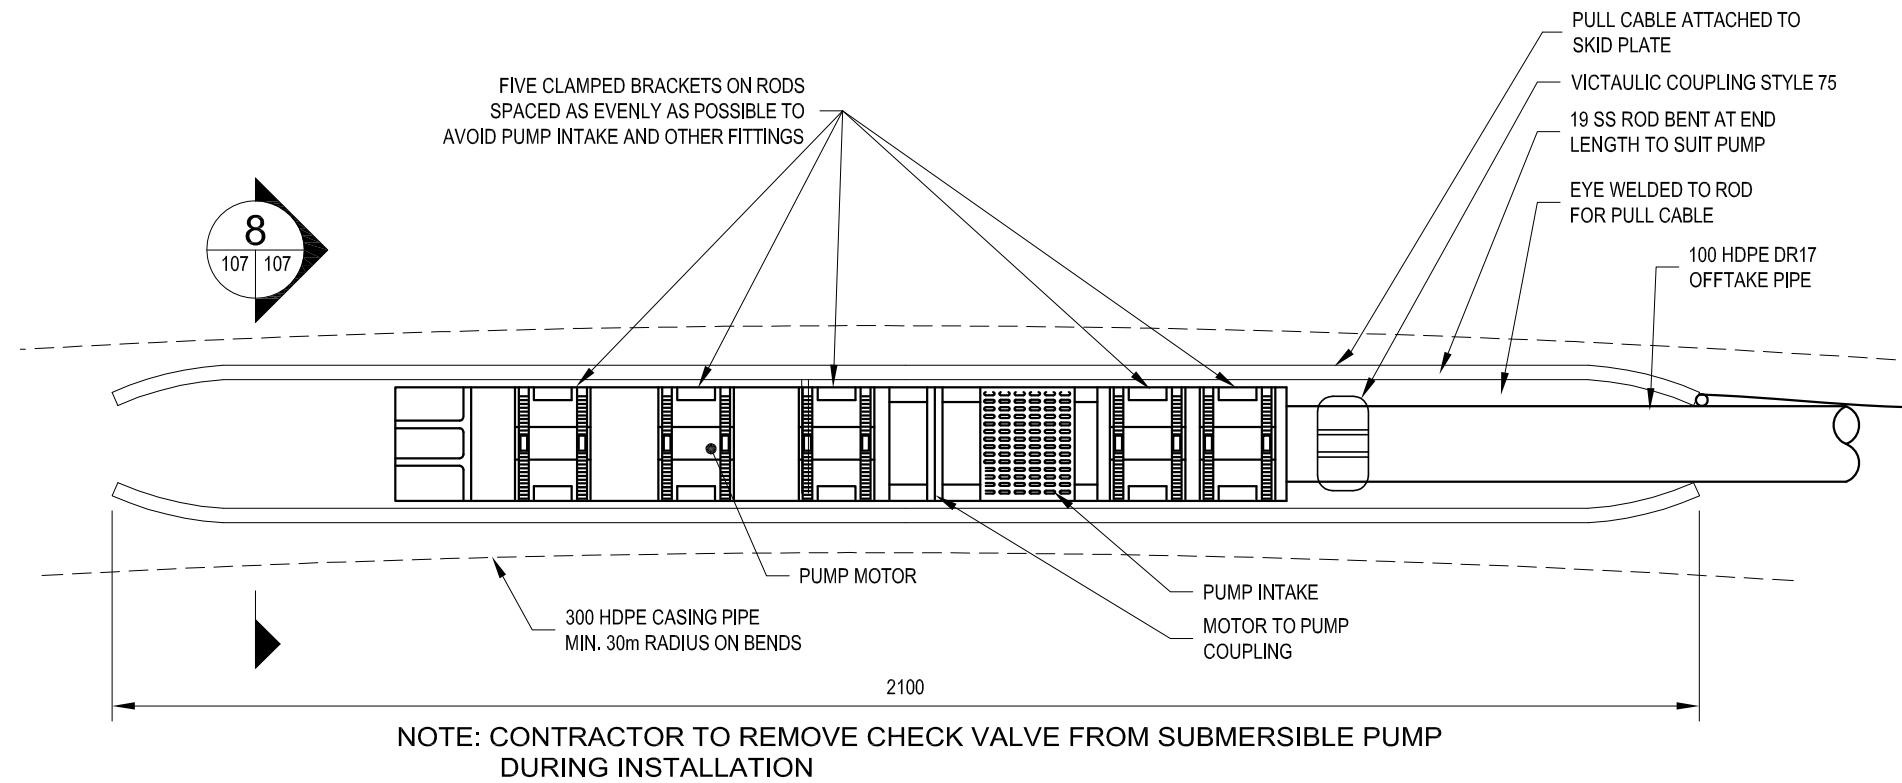 PULL CABLE ATTACHED TO
SKID PLATE
FIVE CLAMPED BRACKETS ON RODS
SPACED AS EVENLY AS POSSIBLE TO
AVOID PUMP INTAKE AND OTHER FITTINGS
VICTAULIC COUPLING STYLE 75
19 SS ROD BENT AT END
LENGTH TO SUIT PUMP
EYE WELDED TO ROD
FOR PULL CABLE
8
107 107
100 HDPE DR17
OFFTAKE PIPE
PUMP MOTOR
PUMP INTAKE
300 HDPE CASING PIPE
MIN. 30m RADIUS ON BENDS
MOTOR TO PUMP
COUPLING
2100
NOTE: CONTRACTOR TO REMOVE CHECK VALVE FROM SUBMERSIBLE PUMP
DURING INSTALLATION